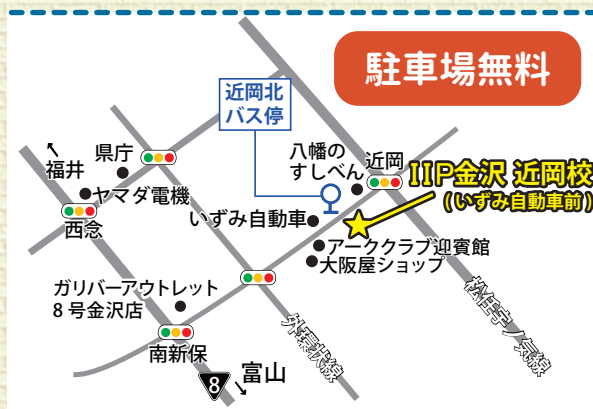 駐車場無料
近岡北
バス停
福井
県庁
ヤマダ電機
西念
八幡の
すしべん
近岡
IIP金沢 近岡校
(いずみ自動車前)
いずみ自動車
アーククラブ迎賓館
大阪屋ショップ
ガリバーアウトレット
8号金沢店
南新保
外環状線
松任宇ノ気線
8
富山